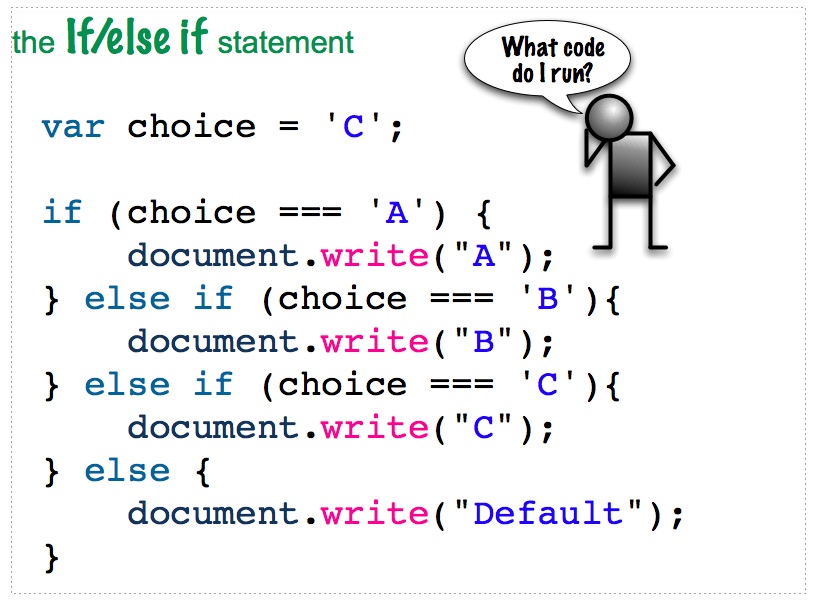 the If/else if statement
What code
do I run?
var choice = 'C';
if (choice === 'A') {
    document.write("A");
} else if (choice === 'B'){
    document.write("B");
} else if (choice === 'C'){
    document.write("C");
} else {
    document.write("Default");
}